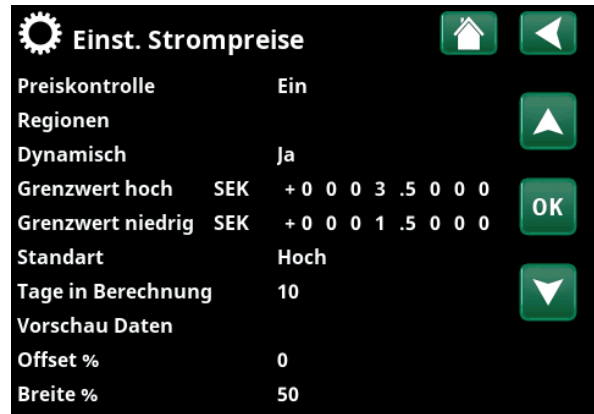 Einst. Strompreise
Preiskontrolle Ein
Regionen
Dynamisch Ja
Grenzwert hoch SEK +0 0 0 3 .5 0 0 0
OK
Grenzwert niedrig SEK +0 0 0 1 .5 0 0 0
Standart Hoch
Tage in Berechnung 10
Vorschau Daten
Offset % 0
Breite % 50